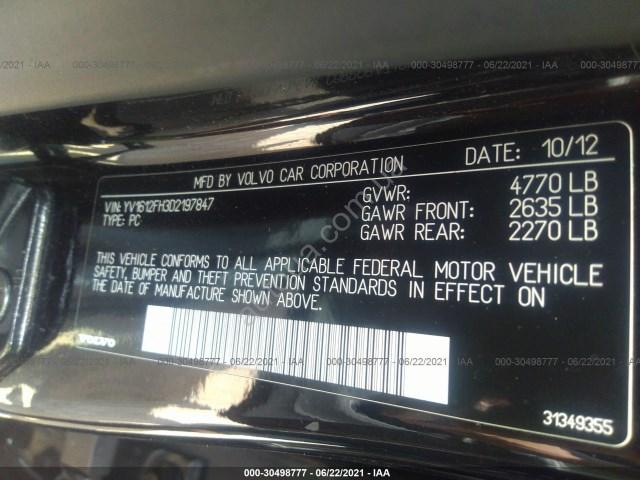 000-30498777 - 06/22/2021 - IAA
MFD BY VOLVO CAR CORPORATION
DATE: 10/12
VIN: YV1612FH3D2197847
TYPE: PC
GVWR: 4770 LB
GAWR FRONT: 2635 LB
GAWR REAR: 2270 LB
THIS VEHICLE CONFORMS TO ALL APPLICABLE FEDERAL MOTOR VEHICLE
SAFETY, BUMPER AND THEFT PREVENTION STANDARDS IN EFFECT ON
THE DATE OF MANUFACTURE SHOWN ABOVE.
VOLVO
31349355
000-30498777 - 06/22/2021 - IAA